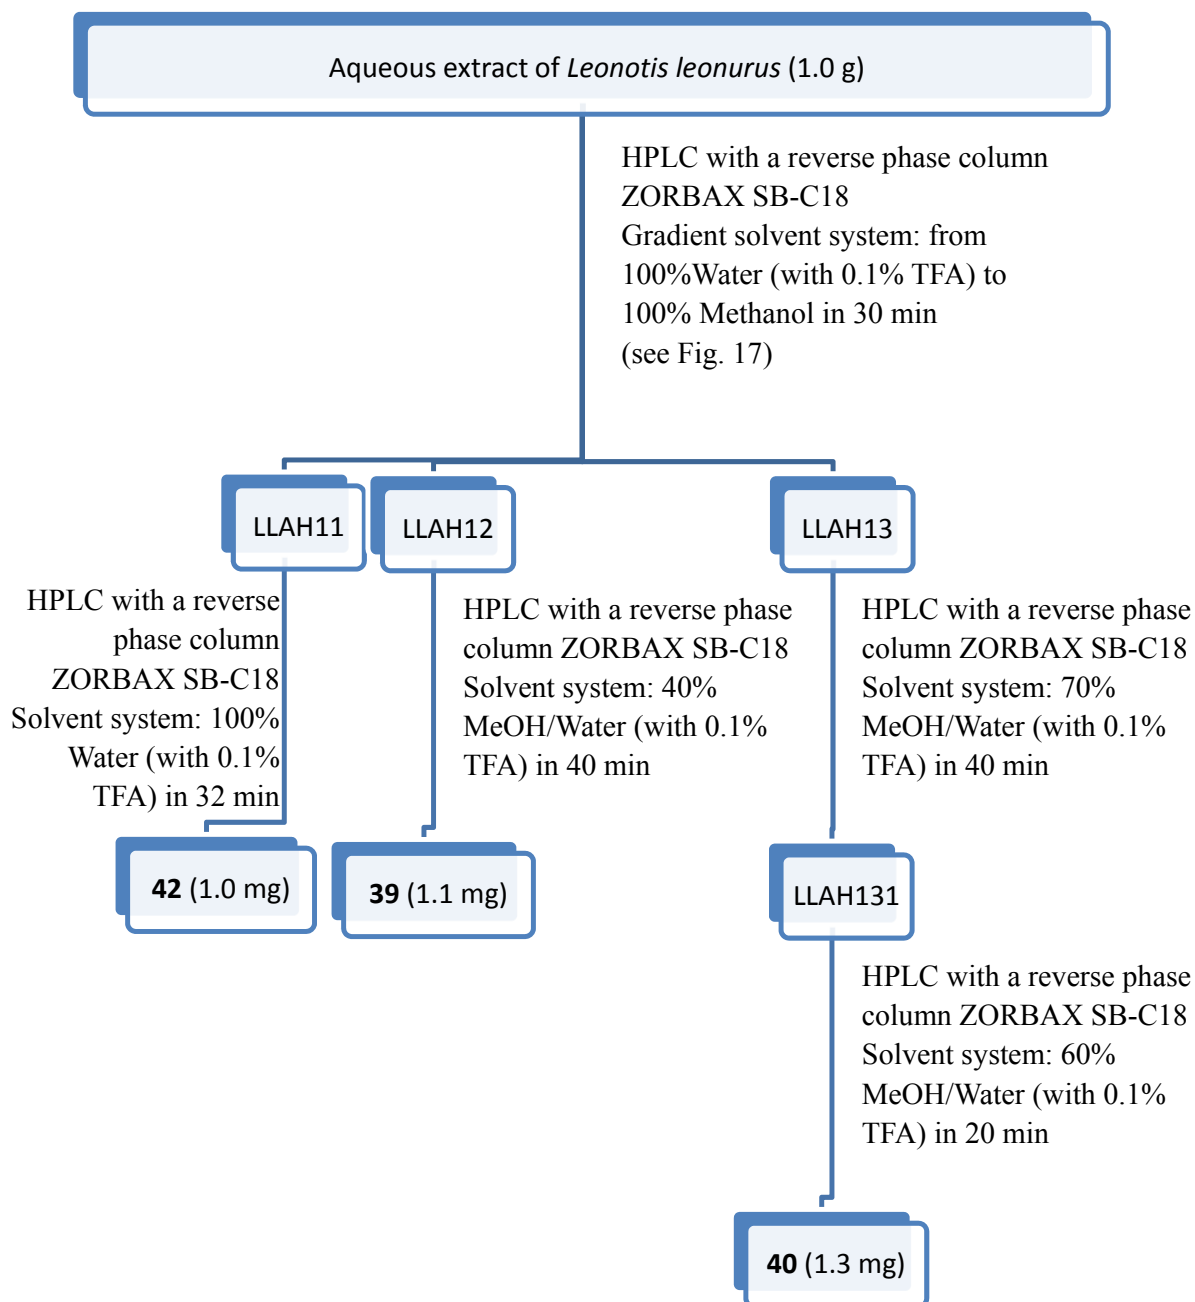 Aqueous extract of Leonotis leonurus (1.0 g)
HPLC with a reverse phase column
ZORBAX SB-C18
Gradient solvent system: from
100%Water (with 0.1% TFA) to
100% Methanol in 30 min
(see Fig. 17)
LLAH11
LLAH12
LLAH13
HPLC with a reverse
phase column
ZORBAX SB-C18
Solvent system: 100%
Water (with 0.1%
TFA) in 32 min
HPLC with a reverse phase
column ZORBAX SB-C18
Solvent system: 40%
MeOH/Water (with 0.1%
TFA) in 40 min
HPLC with a reverse phase
column ZORBAX SB-C18
Solvent system: 70%
MeOH/Water (with 0.1%
TFA) in 40 min
42 (1.0 mg)
39 (1.1 mg)
LLAH131
HPLC with a reverse phase
column ZORBAX SB-C18
Solvent system: 60%
MeOH/Water (with 0.1%
TFA) in 20 min
40 (1.3 mg)